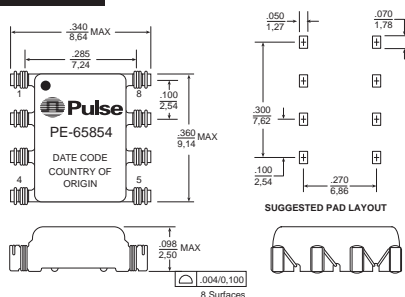 .340
8,64 MAX
.285
7,24
1
8
.100
2,54
Pulse
PE-65854
DATE CODE
COUNTRY OF
ORIGIN
.360
9,14 MAX
4
5
.098
2,50 MAX
.004/0,100
8 Surfaces
.050
1,27
.070
1,78
.300
7,62
.100
2,54
.270
6,86
SUGGESTED PAD LAYOUT